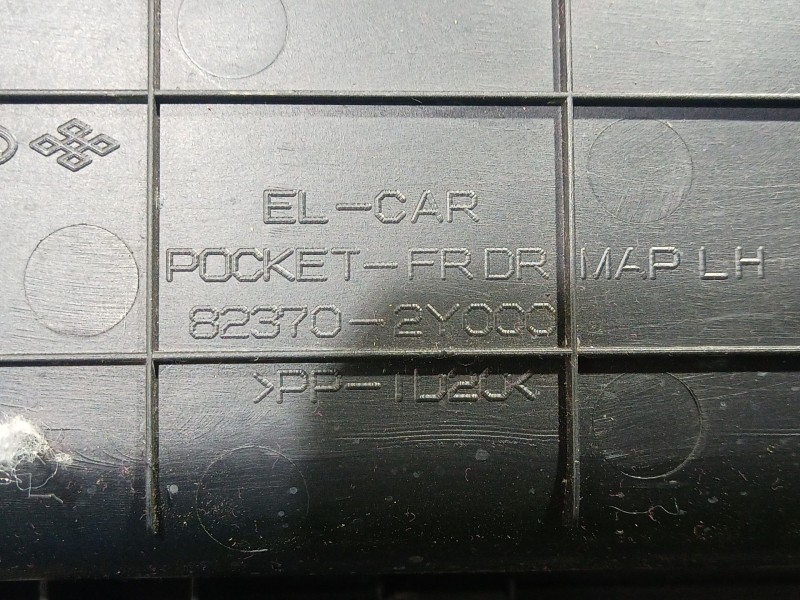 EL-CAR
POCKET-FR DR MAP LH
82370-2Y000
>PP-TD20<